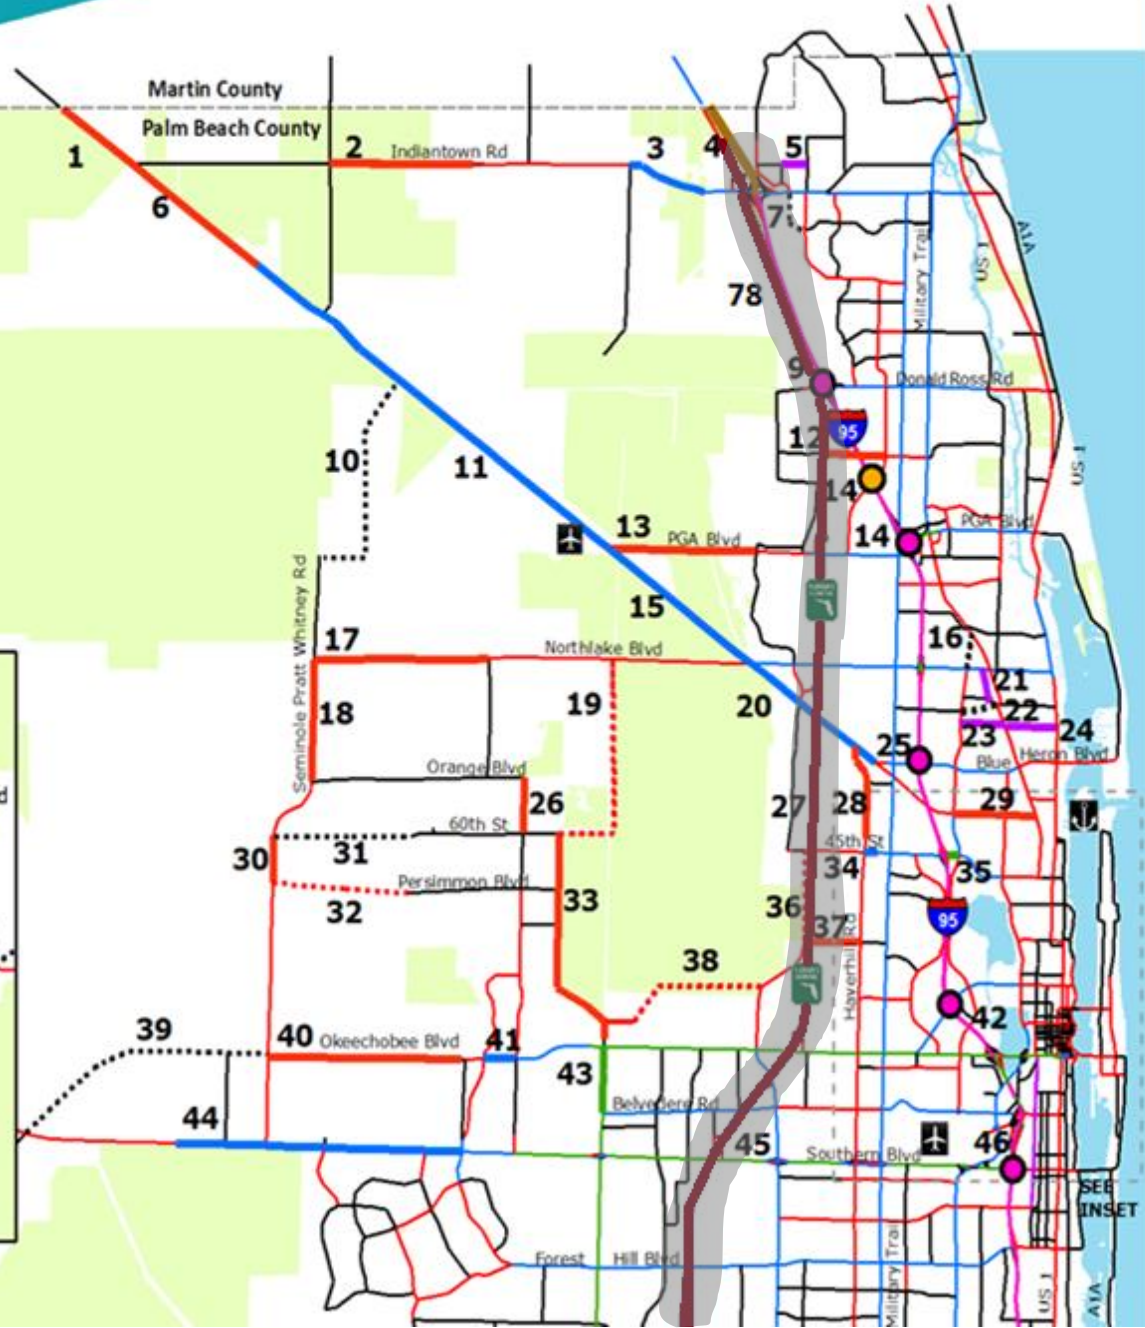 Martin County
Palm Beach County
1
2
Indiantown Rd
3
4
5
6
7
78
A1A
Military Trail
US 1
9
Donald Ross Rd
95
12
10
11
14
US 1
13
PGA Blvd
14
PGA Blvd
15
Seminole Pratt Whitney Rd
17
Northlake Blvd
16
18
19
20
21
22
23
24
25
Blue Heron Blvd
Orange Blvd
26
27
28
29
60th St
45th St
30
31
34
35
Persimmon Blvd
32
33
36
37
95
38
Haverhill Rd
42
39
40
Okeechobee Blvd
41
43
Belvedere Rd
44
45
Southern Blvd
46
SEE
INSET
Forest Hill Blvd
Military Trail
US 1
A1A